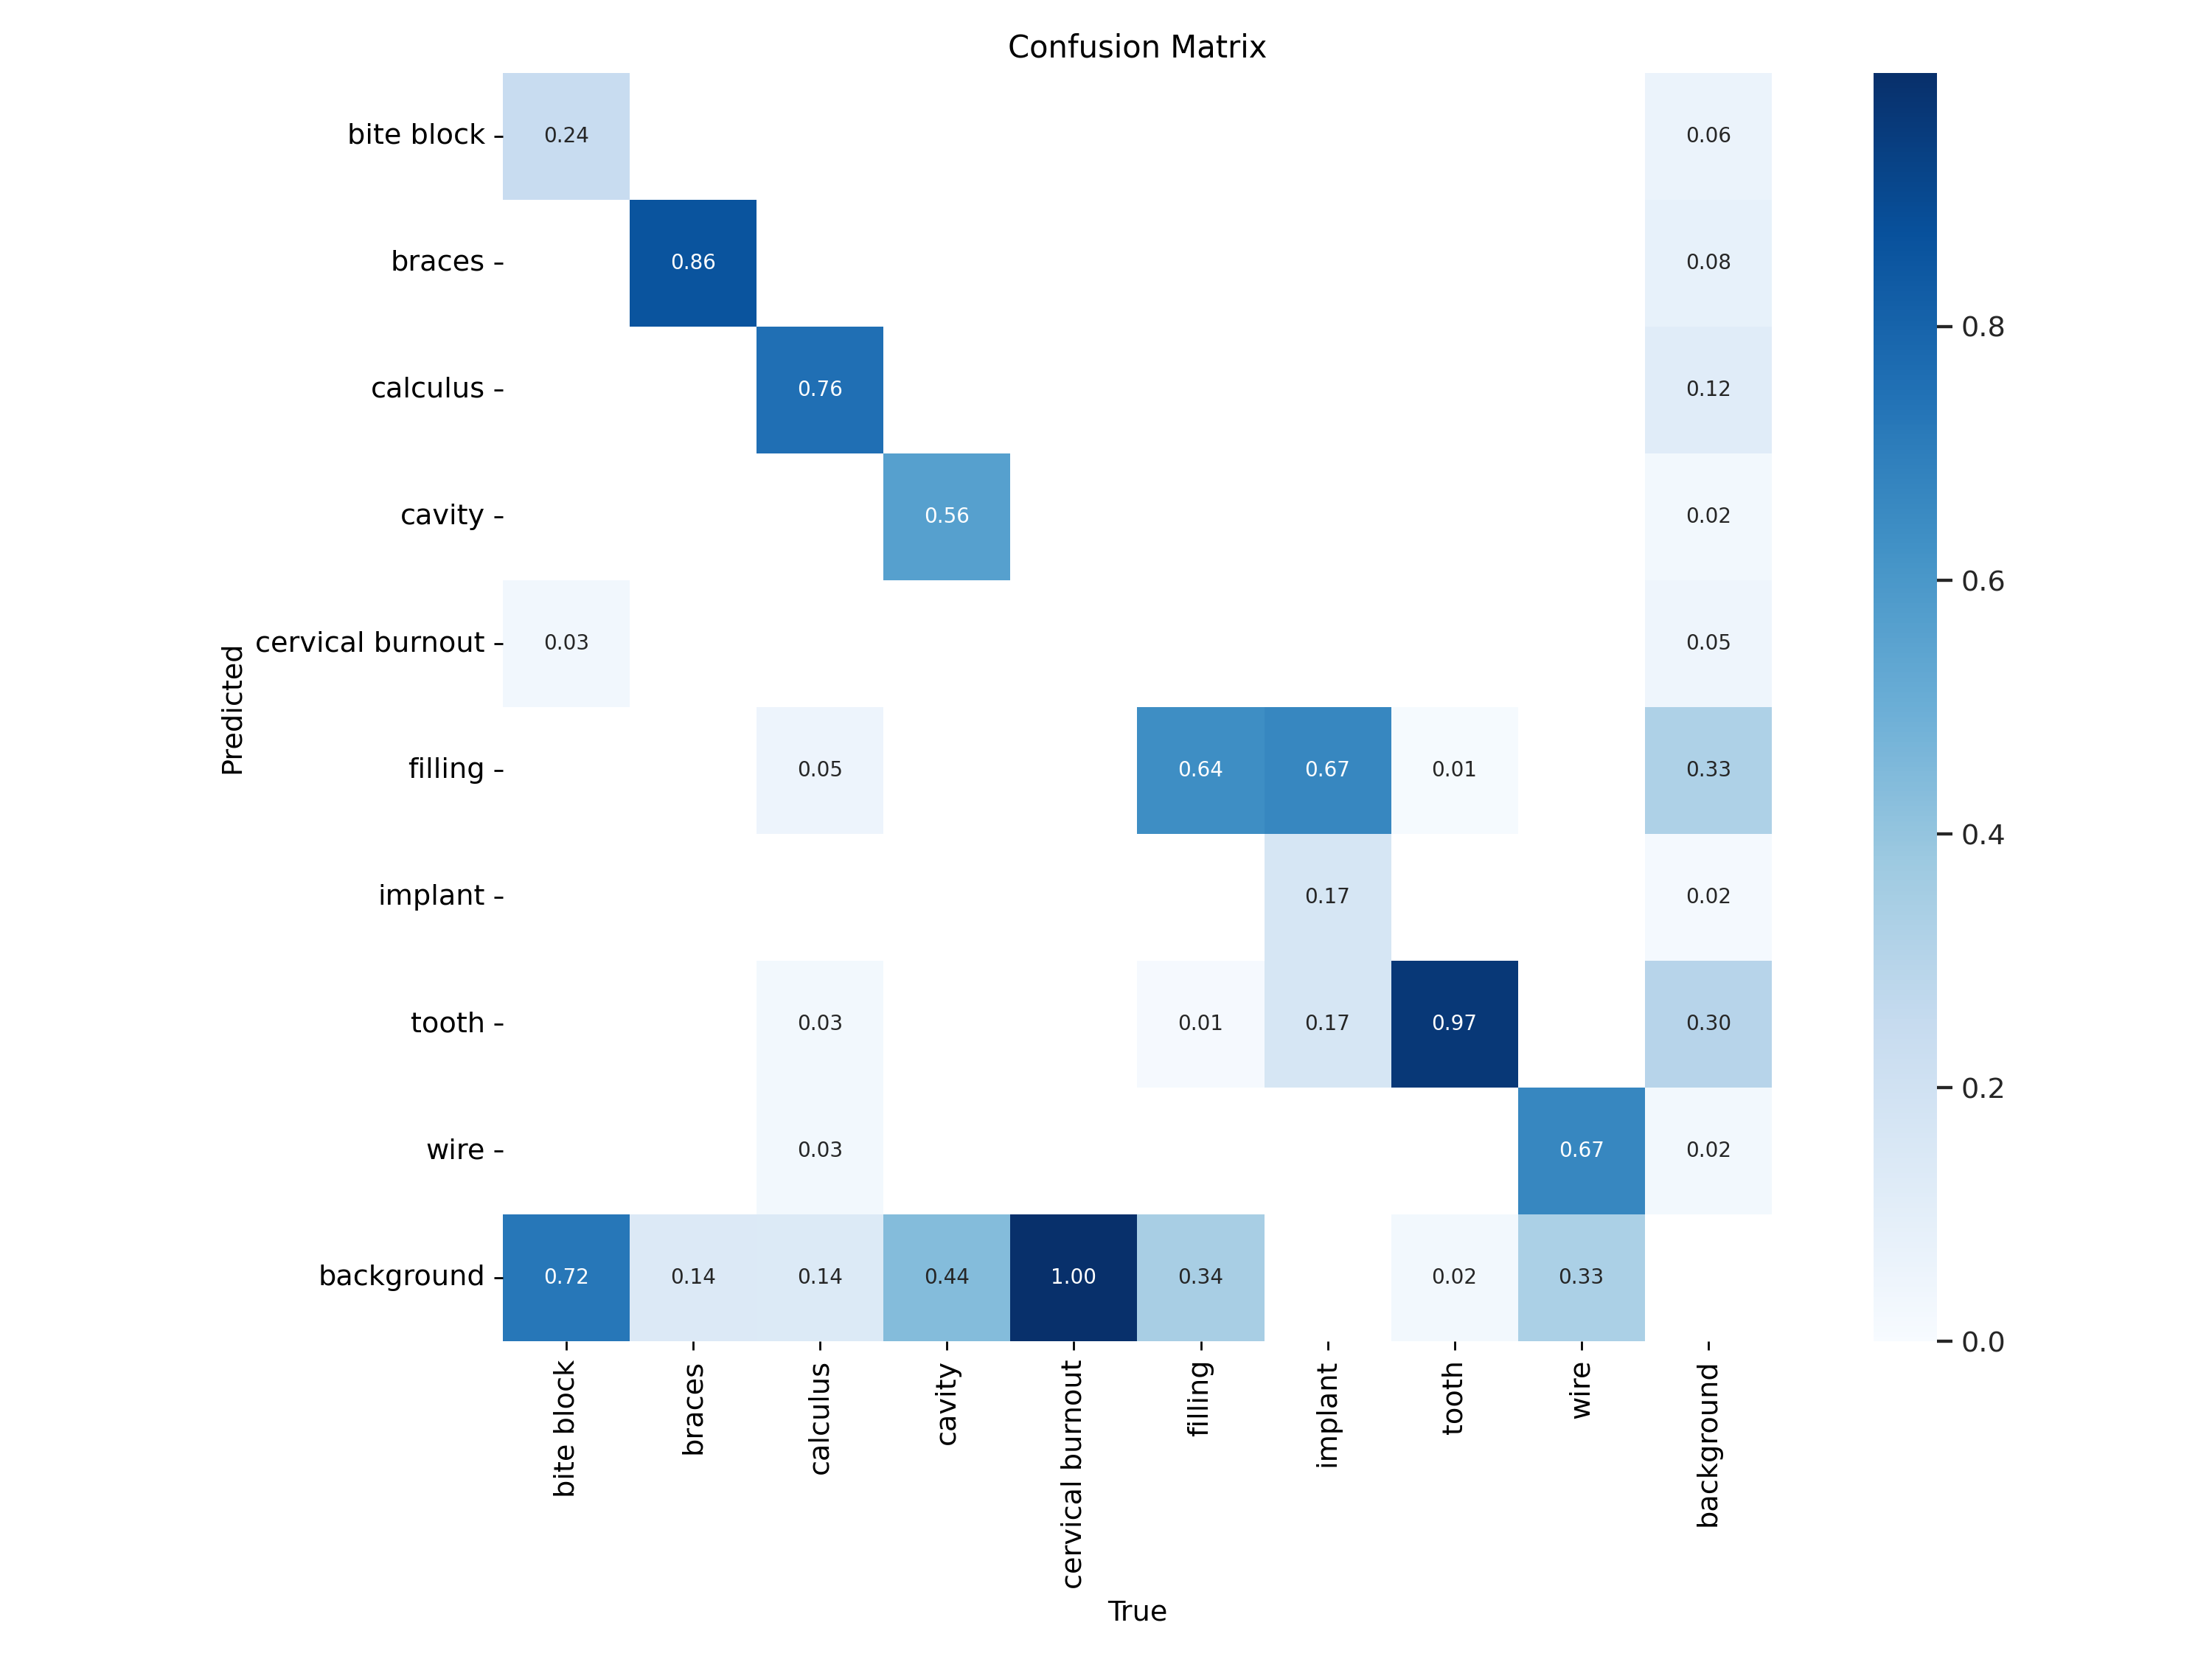 Confusion Matrix
bite block 0.24 0.06
braces 0.86 0.08
0.8
calculus 0.76 0.12
cavity 0.56 0.02
0.6
cervical burnout 0.03 0.05
Predicted
filling 0.05 0.64 0.67 0.01 0.33
0.4
implant 0.17 0.02
tooth 0.03 0.01 0.17 0.97 0.30
0.2
wire 0.03 0.67 0.02
background 0.72 0.14 0.14 0.44 1.00 0.34 0.02 0.33
0.0
bite block braces calculus cavity cervical burnout filling implant tooth wire background
True